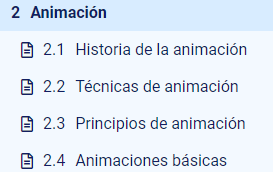 2 Animación
2.1 Historia de la animación
2.2 Técnicas de animación
2.3 Principios de animación
2.4 Animaciones básicas